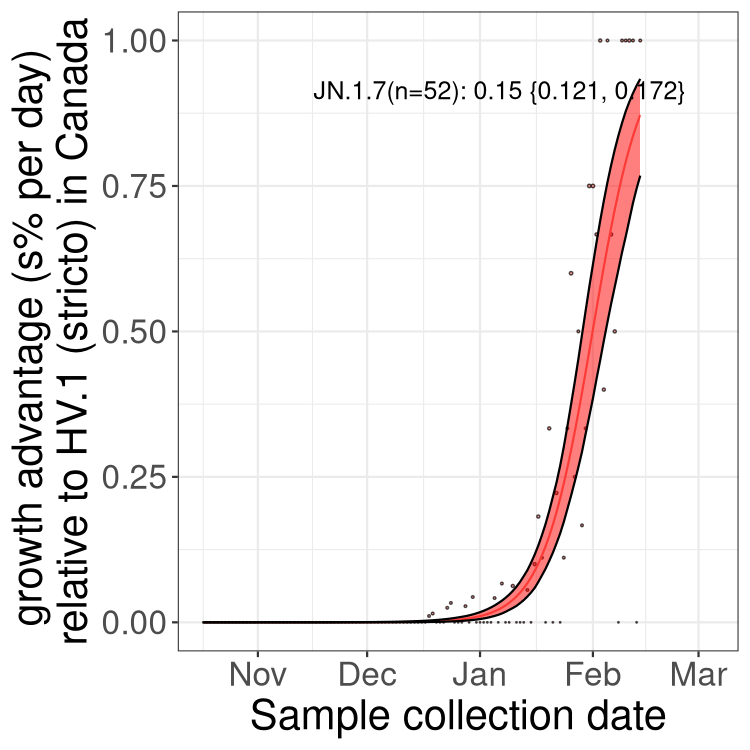 growth advantage (s% per day)
relative to HV.1 (stricto) in Canada
1.00
0.75
0.50
0.25
0.00
JN.1.7(n=52): 0.15 {0.121, 0.172}
Nov Dec Jan Feb Mar
Sample collection date